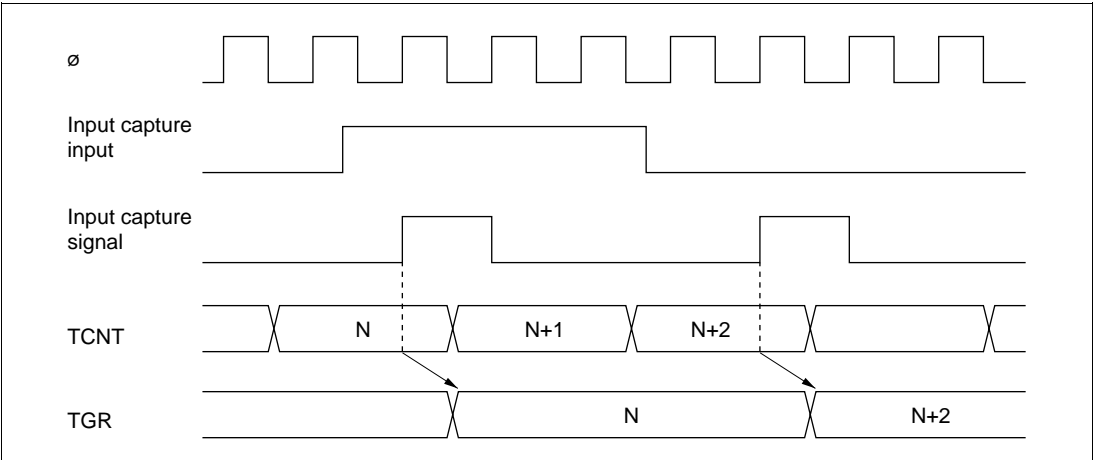 ø
Input capture
input
Input capture
signal
TCNT
N
N+1
N+2
TGR
N
N+2